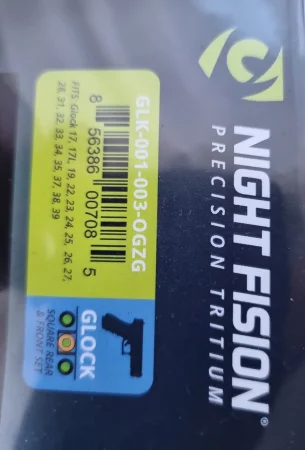 NIGHT FISION®
PRECISION TRITIUM
GLK-001-003-OGZG
8 56386 00708 5
FITS: Glock 17, 17L, 19, 22, 23, 24, 25, 26, 27,
28, 31, 32, 33, 34, 35, 37, 38, 39
GLOCK
SQUARE REAR
& FRONT SET